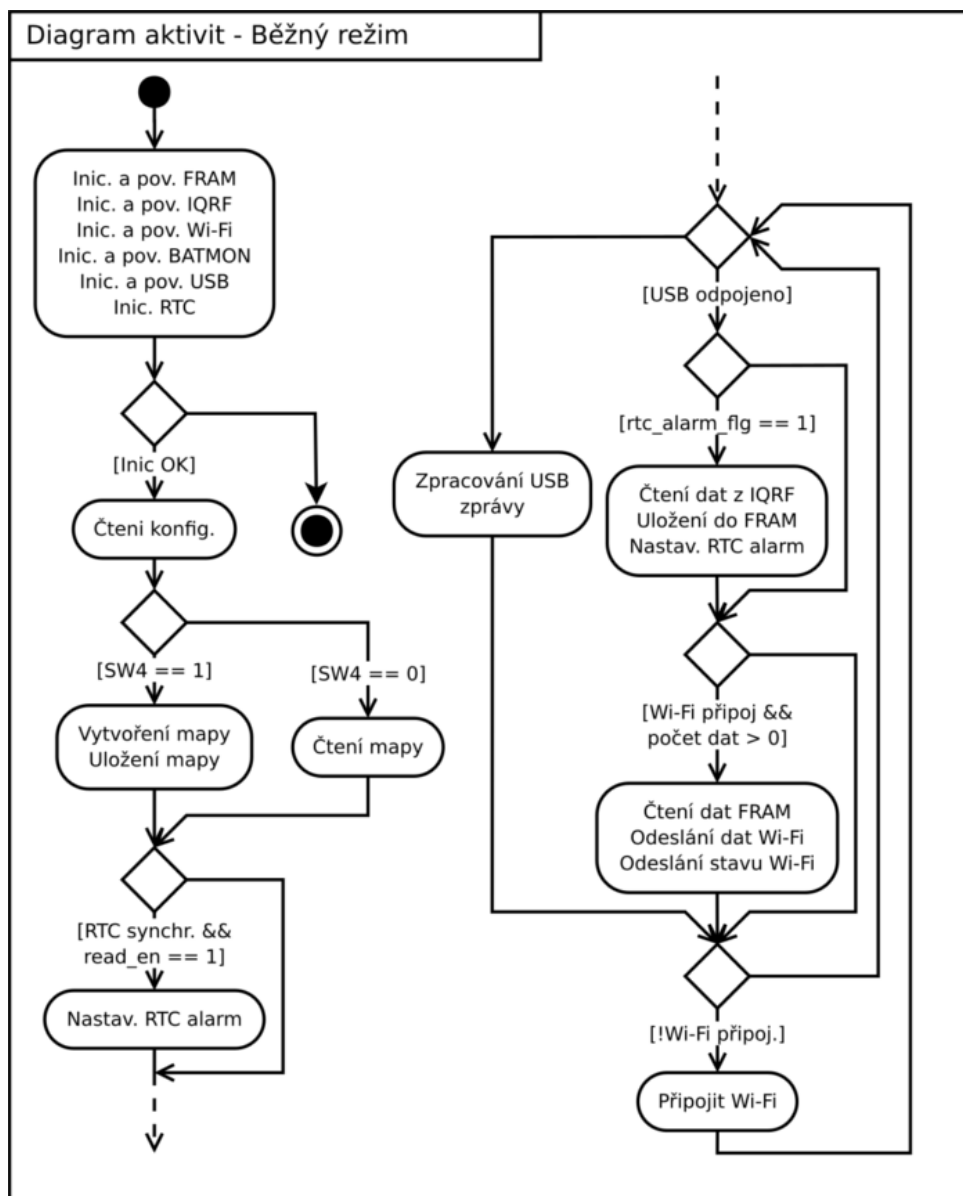 Diagram aktivit - Běžný režim
Inic. a pov. FRAM
Inic. a pov. IQRF
Inic. a pov. Wi-Fi
Inic. a pov. BATMON
Inic. a pov. USB
Inic. RTC
[Inic OK]
Čteni konfig.
[SW4 == 1]
[SW4 == 0]
Vytvoření mapy
Uložení mapy
Čtení mapy
[RTC synchr. &&
read_en == 1]
Nastav. RTC alarm
[USB odpojeno]
[rtc_alarm_flg == 1]
Zpracování USB
zprávy
Čtení dat z IQRF
Uložení do FRAM
Nastav. RTC alarm
[Wi-Fi připoj &&
počet dat > 0]
Čtení dat FRAM
Odeslání dat Wi-Fi
Odeslání stavu Wi-Fi
[!Wi-Fi připoj.]
Připojit Wi-Fi